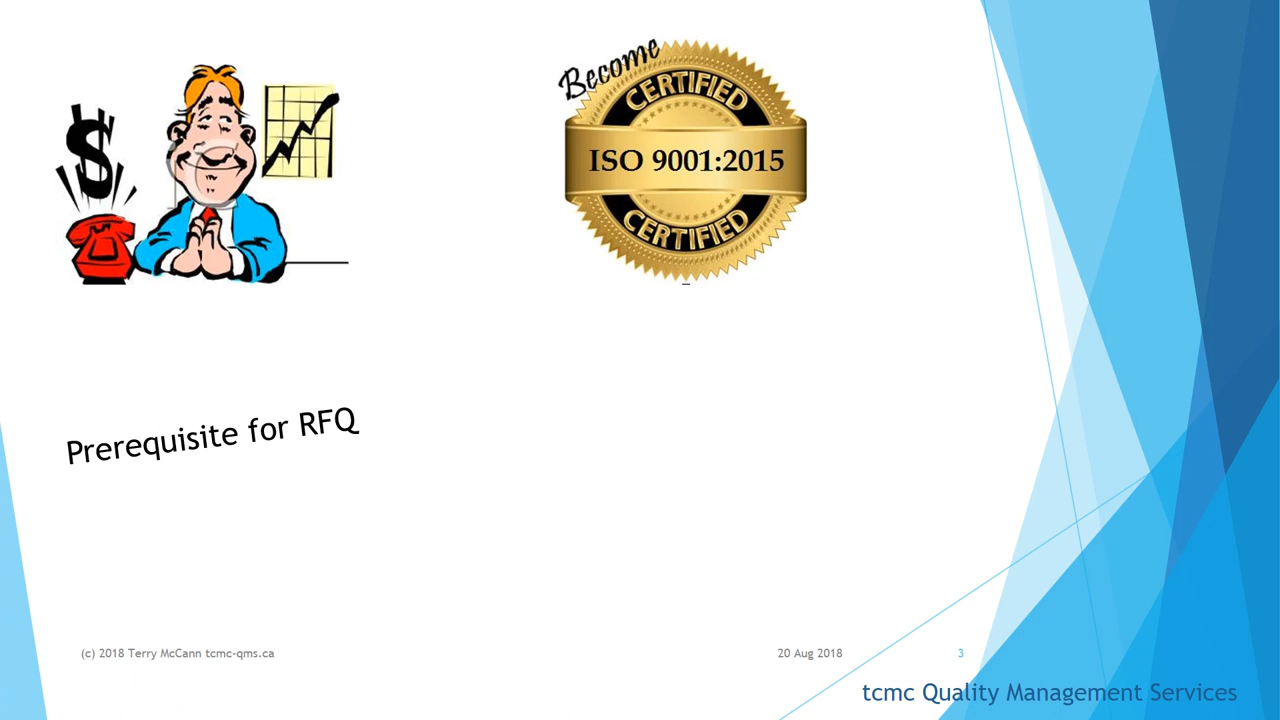 $
Become
CERTIFIED
ISO 9001:2015
CERTIFIED
Prerequisite for RFQ
(c) 2018 Terry McCann tcmc-qms.ca
20 Aug 2018
3
tcmc Quality Management Services